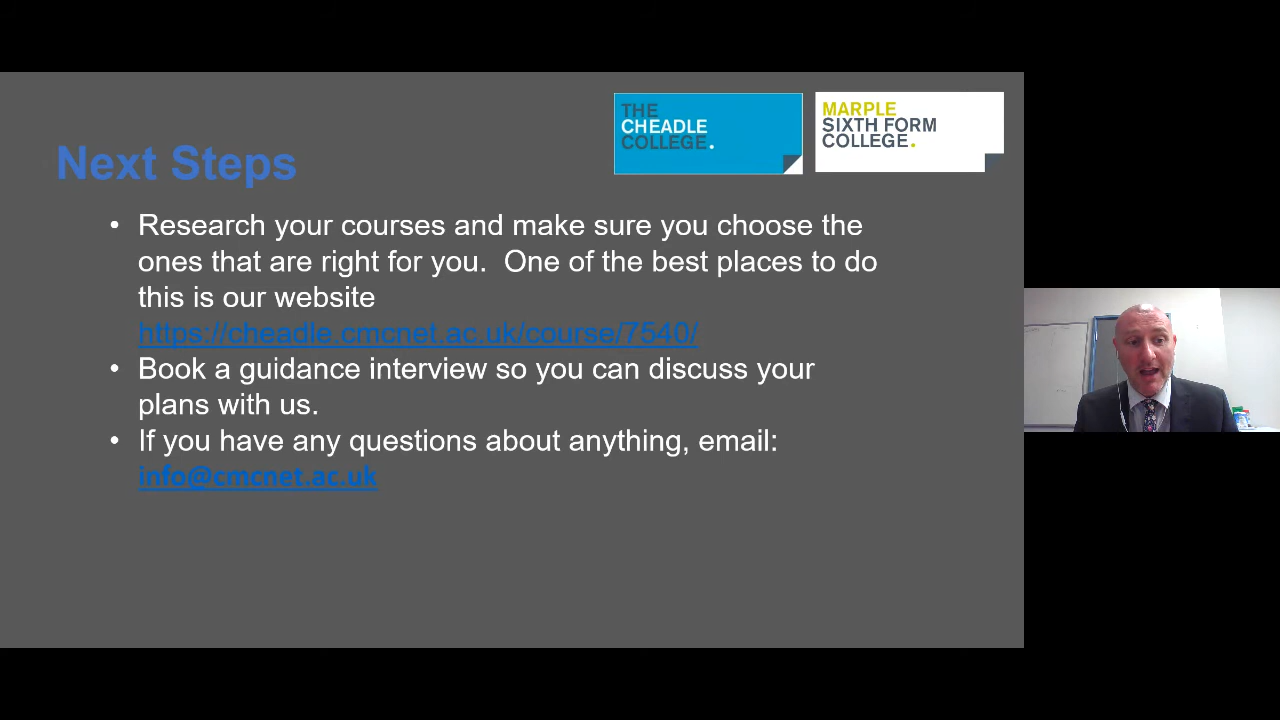 THE
CHEADLE
COLLEGE.
MARPLE
SIXTH FORM
COLLEGE.
Next Steps
• Research your courses and make sure you choose the
ones that are right for you.  One of the best places to do
this is our website
https://cheadle.cmcnet.ac.uk/course/7540/
• Book a guidance interview so you can discuss your
plans with us.
• If you have any questions about anything, email:
info@cmcnet.ac.uk